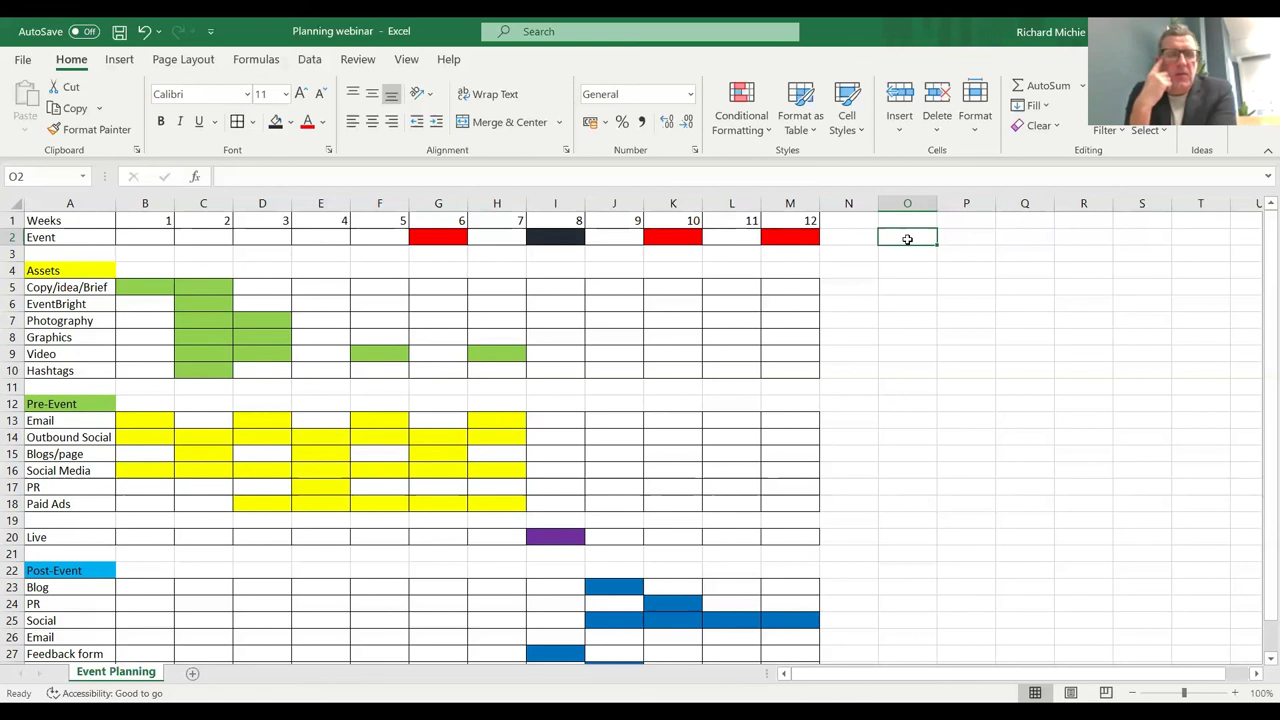 AutoSave Off Planning webinar - Excel Search Richard Michie
File Home Insert Page Layout Formulas Data Review View Help
Cut Calibri 11 Wrap Text General AutoSum
Copy Fill
Paste Format Painter Merge & Center Conditional Formatting Format as Table Cell Styles Insert Delete Format Clear Filter Select
Clipboard Font Alignment Number Styles Cells Editing Ideas
O2 fx
A B C D E F G H I J K L M N O P Q R S T U
1 Weeks 1 2 3 4 5 6 7 8 9 10 11 12
2 Event
3
4 Assets
5 Copy/idea/Brief
6 EventBright
7 Photography
8 Graphics
9 Video
10 Hashtags
11
12 Pre-Event
13 Email
14 Outbound Social
15 Blogs/page
16 Social Media
17 PR
18 Paid Ads
19
20 Live
21
22 Post-Event
23 Blog
24 PR
25 Social
26 Email
27 Feedback form
Event Planning
Ready Accessibility: Good to go 100%